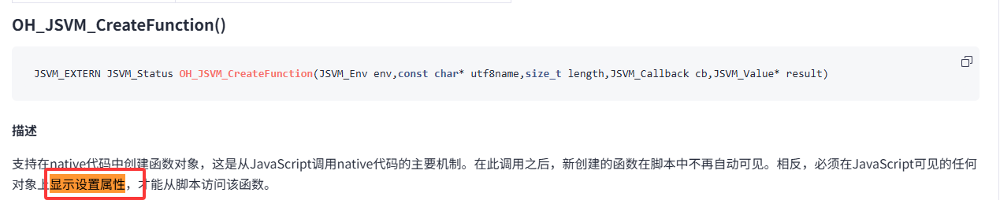 OH_JSVM_CreateFunction()
JSVM_EXTERN JSVM_Status OH_JSVM_CreateFunction(JSVM_Env env,const char* utf8name,size_t length,JSVM_Callback cb,JSVM_Value* result)
描述
支持在native代码中创建函数对象，这是从JavaScript调用native代码的主要机制。在此调用之后，新创建的函数在脚本中不再自动可见。相反，必须在JavaScript可见的任何
对象上显示设置属性，才能从脚本访问该函数。